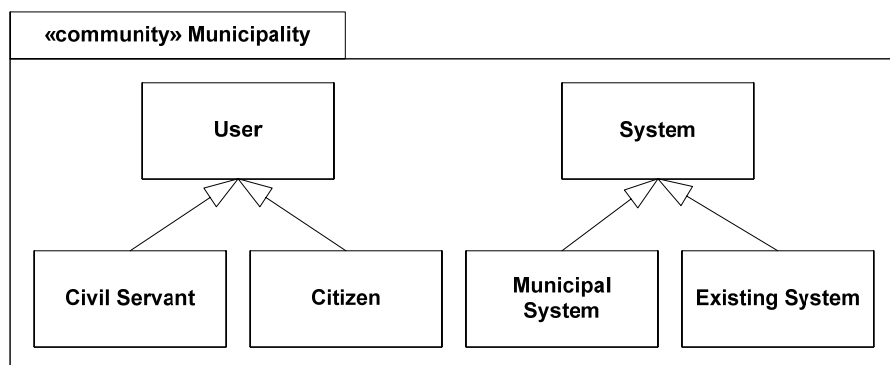 «community» Municipality
User
System
Civil Servant
Citizen
Municipal
System
Existing System